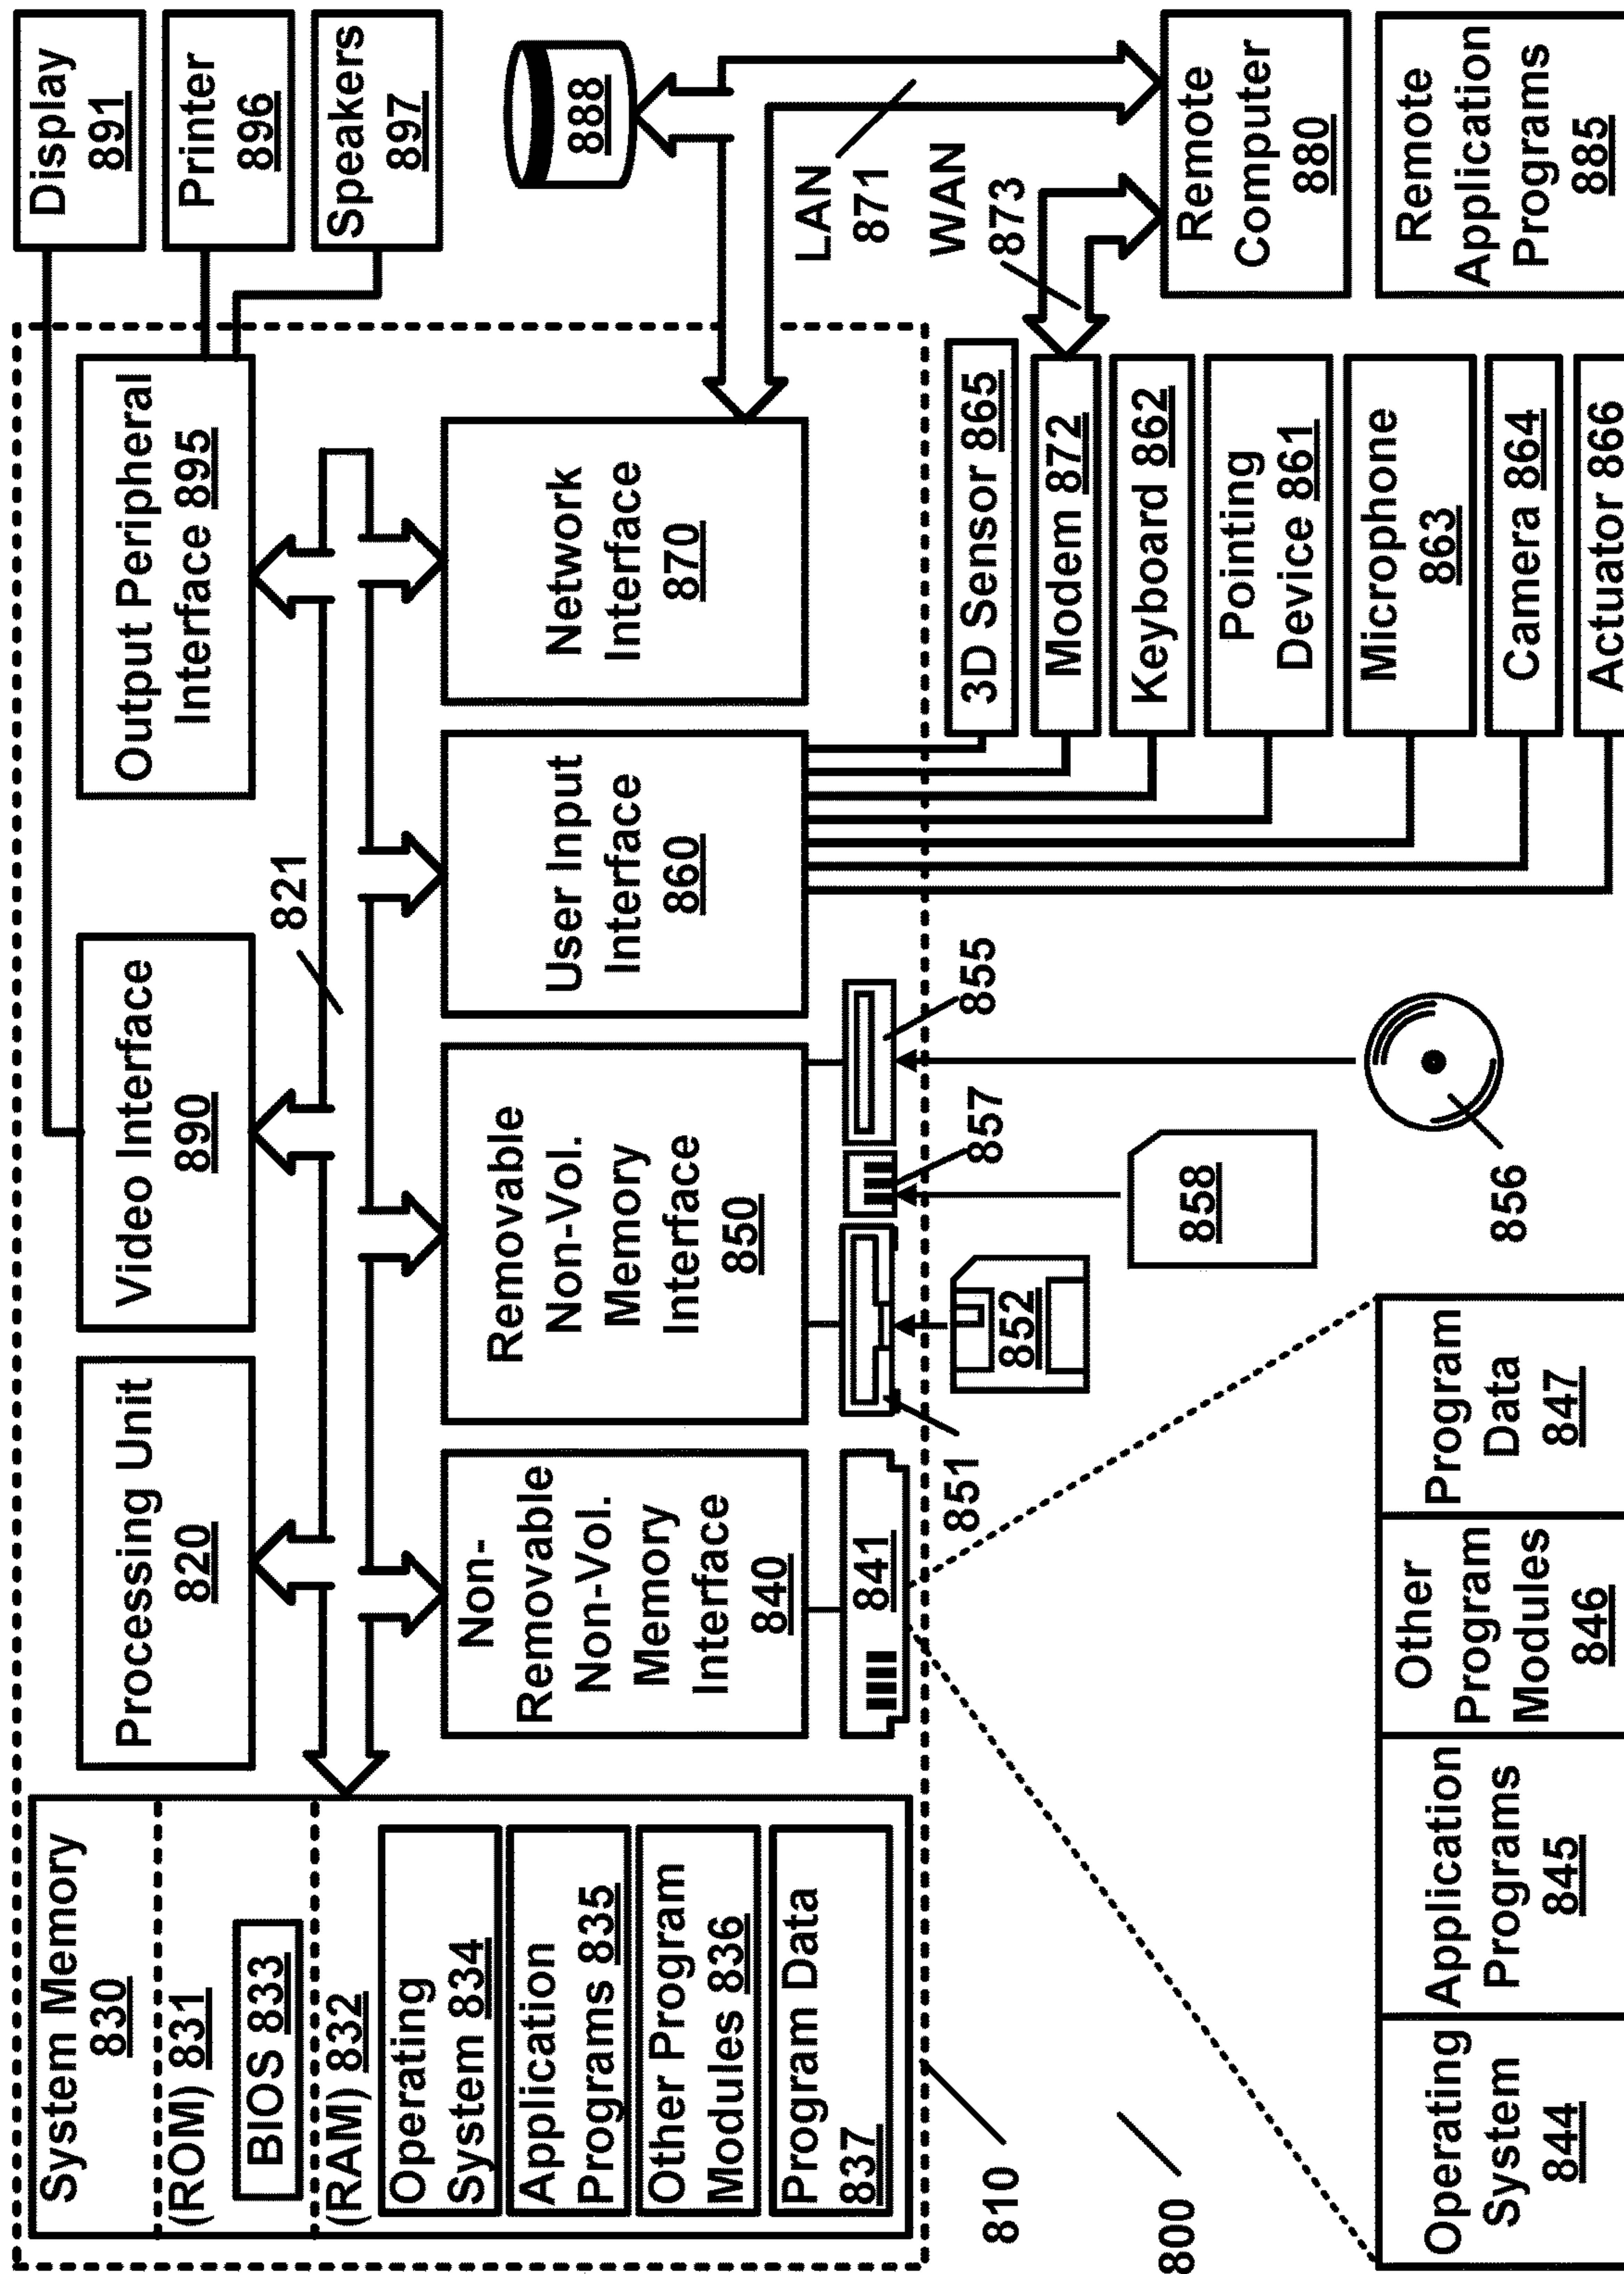 System Memory
830
(ROM) 831
BIOS 833
(RAM) 832
Operating
System 834
Application
Programs 835
Other Program
Modules 836
Program Data
837
Processing Unit
820
Video Interface
890
Output Peripheral
Interface 895
Display
891
Printer
896
Speakers
897
821
Non-
Removable
Non-Vol.
Memory
Interface
840
Removable
Non-Vol.
Memory
Interface
850
User Input
Interface
860
Network
Interface
870
888
LAN
871
WAN
873
841
851
852
857
855
858
856
810
800
3D Sensor 865
Modem 872
Keyboard 862
Pointing
Device 861
Microphone
863
Camera 864
Actuator 866
Remote
Computer
880
Remote
Application
Programs
885
Operating
System
844
Application
Programs
845
Other
Program
Modules
846
Program
Data
847